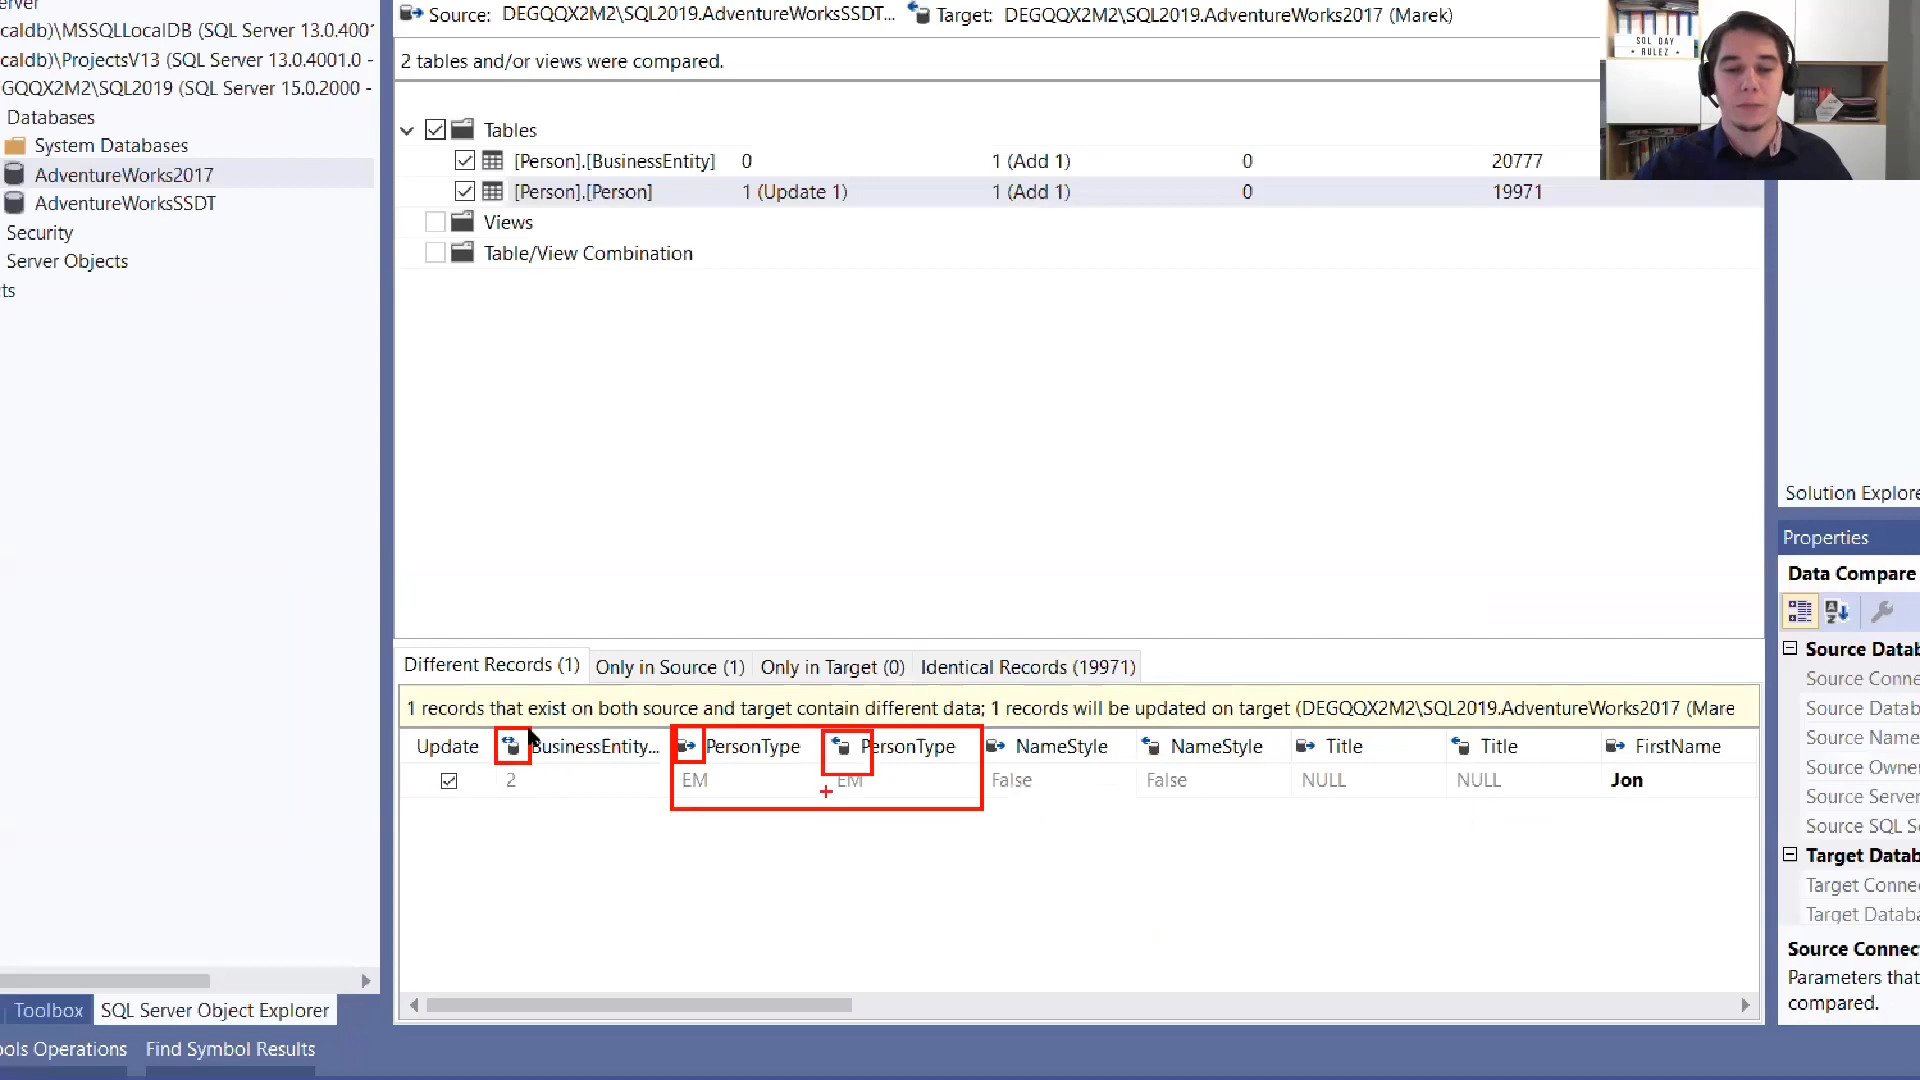 erver
caldb)\MSSQLLocalDB (SQL Server 13.0.400
caldb)\ProjectsV13 (SQL Server 13.0.4001.0 -
GQQX2M2\SQL2019 (SQL Server 15.0.2000 -
Databases
System Databases
AdventureWorks2017
AdventureWorksSSDT
Security
Server Objects
ts
Toolbox
SQL Server Object Explorer
ools Operations
Find Symbol Results
Source: DEGQQX2M2\SQL2019.AdventureWorksSSDT... Target: DEGQQX2M2\SQL2019.AdventureWorks2017 (Marek)
2 tables and/or views were compared.
Tables
[Person].[BusinessEntity] 0 1 (Add 1) 0 20777
[Person].[Person] 1 (Update 1) 1 (Add 1) 0 19971
Views
Table/View Combination
Different Records (1) Only in Source (1) Only in Target (0) Identical Records (19971)
1 records that exist on both source and target contain different data; 1 records will be updated on target (DEGQQX2M2\SQL2019.AdventureWorks2017 (Mare
Update BusinessEntity... PersonType PersonType NameStyle NameStyle Title Title FirstName
2 EM EM False False NULL NULL Jon
SQL DAY
• RULEZ •
Solution Explore
Properties
Data Compare
Source Datab
Source Conne
Source Datab
Source Name
Source Owne
Source Server
Source SQL S
Target Datab
Target Connec
Target Databa
Source Connec
Parameters that
compared.